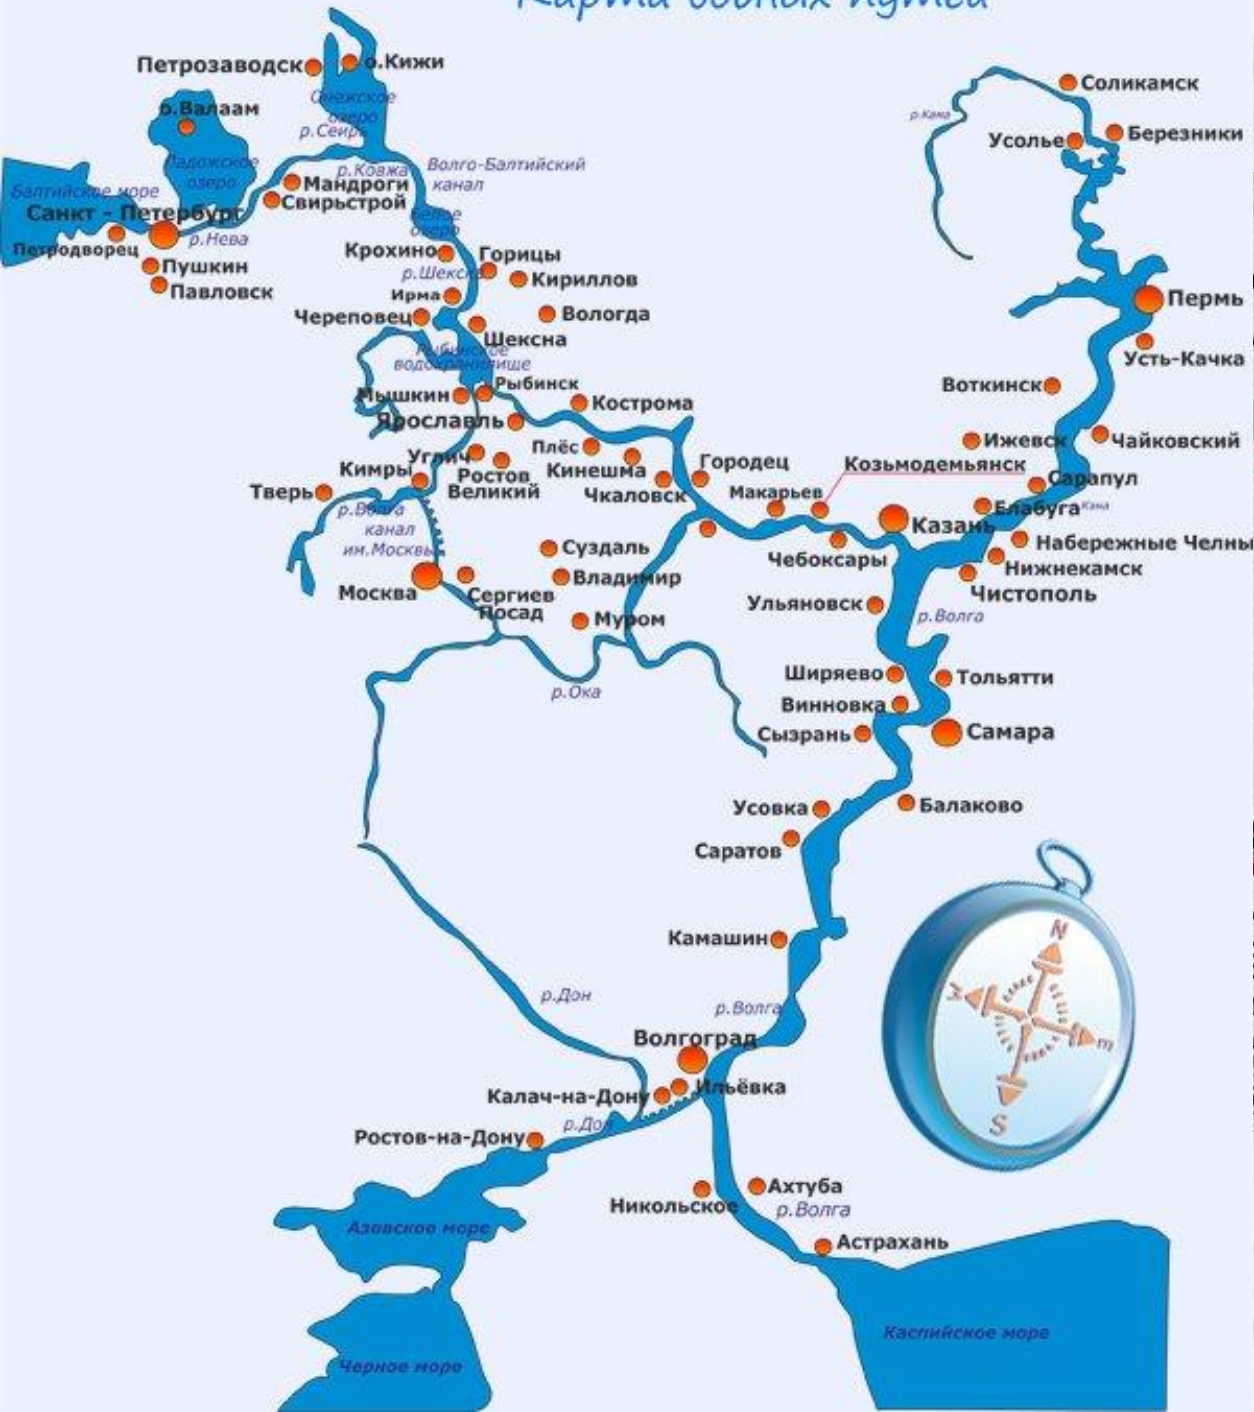 Карта водных путей
Петрозаводск
о.Кижи
Онежское
озеро
о.Валаам
р.Свирь
Ладожское
озеро
р.Ковжа
Волго-Балтийский
канал
Мандроги
Свирьстрой
Балтийское море
Санкт - Петербург
Петродворец
р.Нева
Пушкин
Павловск
Белое
озеро
Крохино
Горицы
р.Шексна
Кириллов
Ирма
Череповец
Вологда
Шексна
Рыбинское
водохранилище
Мышкин
Рыбинск
Кострома
Ярославль
Плёс
Углич
Кинешма
Ростов
Великий
Кимры
Чкаловск
Городец
Тверь
р.Волга
канал
им.Москвы
Макарьев
Козьмодемьянск
Суздаль
Владимир
Москва
Сергиев
Посад
Муром
р.Ока
Чебоксары
Казань
Соликамск
р.Кама
Усолье
Березники
Пермь
Усть-Качка
Воткинск
Ижевск
Чайковский
Сарапул
Елабуга
Кама
Набережные Челны
Нижнекамск
Чистополь
Ульяновск
р.Волга
Ширяево
Тольятти
Винновка
Сызрань
Самара
Усовка
Балаково
Саратов
Камашин
р.Дон
р.Волга
Волгоград
Ильёвка
Калач-на-Дону
р.Дон
Ростов-на-Дону
Никольское
Ахтуба
р.Волга
Астрахань
Азовское море
Черное море
Каспийское море
N
m
S